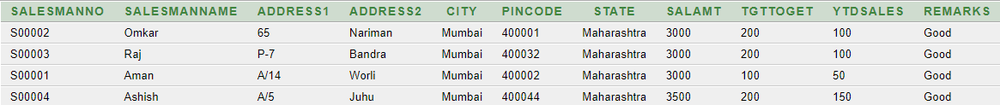 SALESMANNO SALESMANNAME ADDRESS1 ADDRESS2 CITY PINCODE STATE SALAMT TGTTOGET YTDSALES REMARKS
S00002 Omkar 65 Nariman Mumbai 400001 Maharashtra 3000 200 100 Good
S00003 Raj P-7 Bandra Mumbai 400032 Maharashtra 3000 200 100 Good
S00001 Aman A/14 Worli Mumbai 400002 Maharashtra 3000 100 50 Good
S00004 Ashish A/5 Juhu Mumbai 400044 Maharashtra 3500 200 150 Good